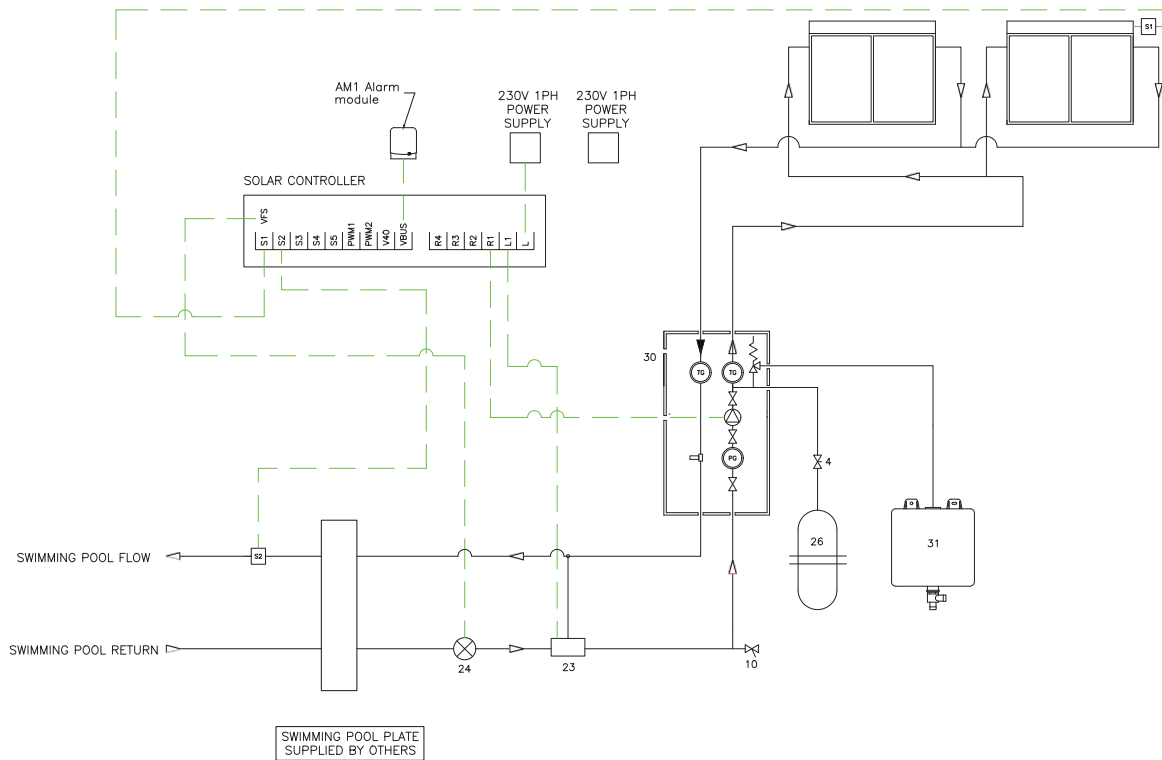 S1
AM1 Alarm
module
230V 1PH
POWER
SUPPLY
230V 1PH
POWER
SUPPLY
SOLAR CONTROLLER
VFS
S1
S2
S3
S4
S5
PWM1
PWM2
V40
VBUS
R4
R3
R2
R1
L1
L
30
TG
TG
PG
4
26
31
SWIMMING POOL FLOW
S2
SWIMMING POOL RETURN
24
23
10
SWIMMING POOL PLATE
SUPPLIED BY OTHERS